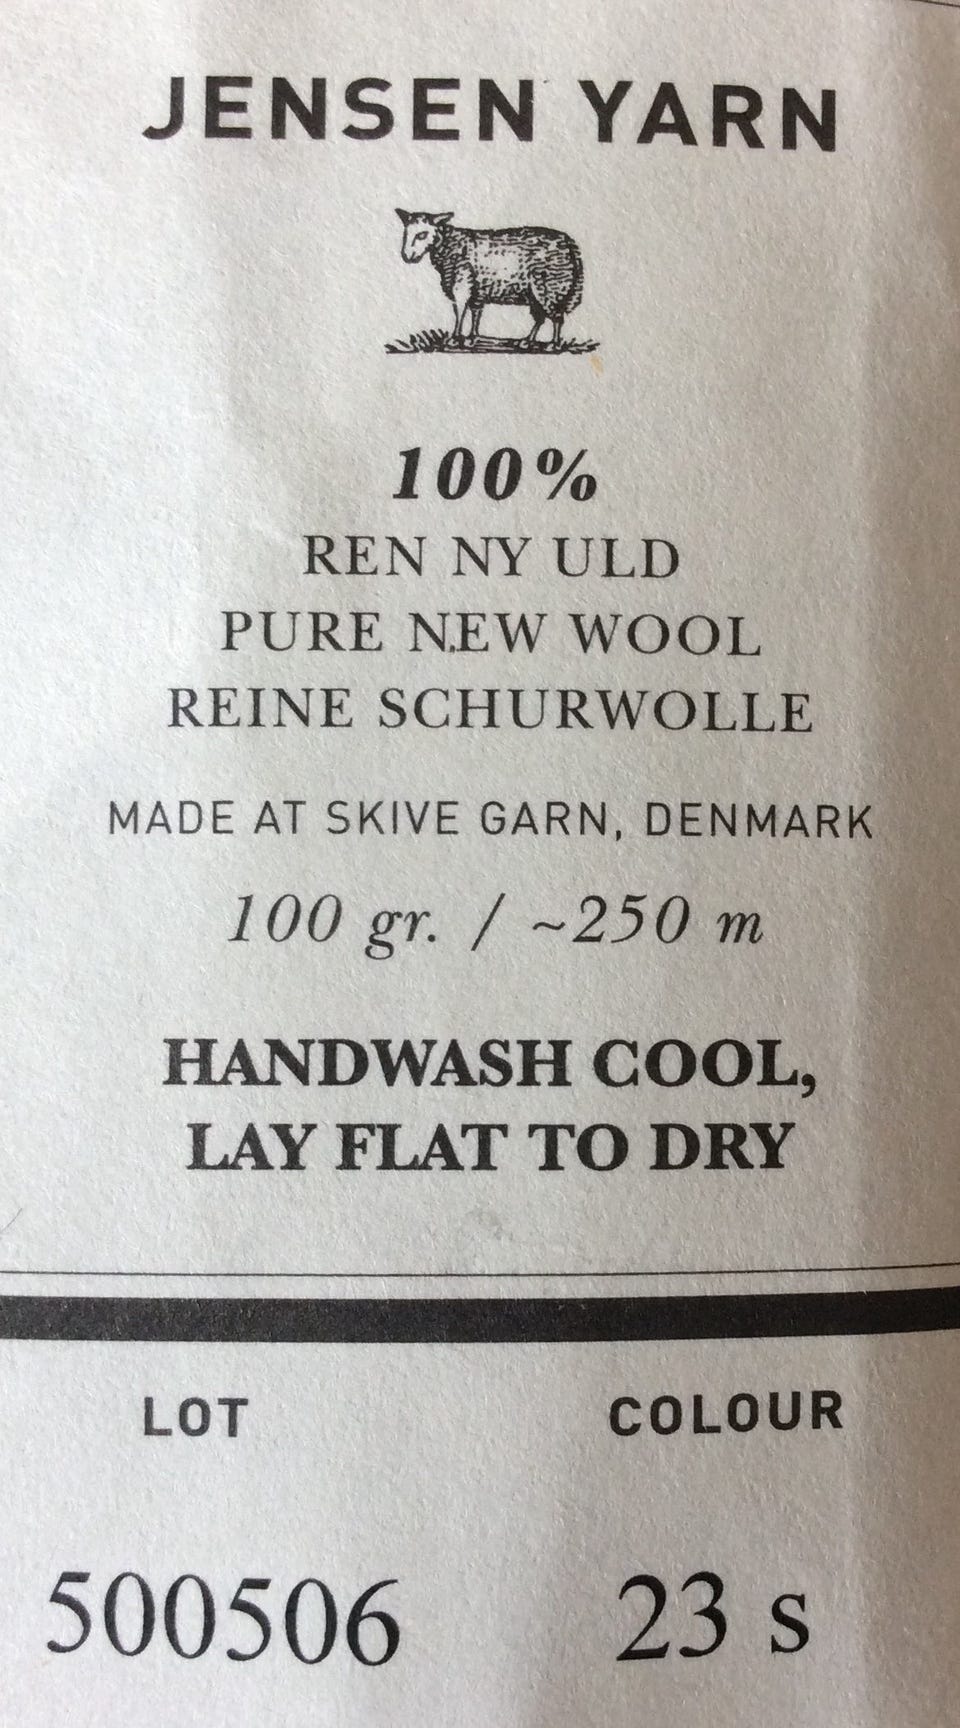 JENSEN YARN
100%
REN NY ULD
PURE NEW WOOL
REINE SCHURWOLLE
MADE AT SKIVE GARN, DENMARK
100 gr. / ~250 m
HANDWASH COOL,
LAY FLAT TO DRY
LOT COLOUR
500506 23 s